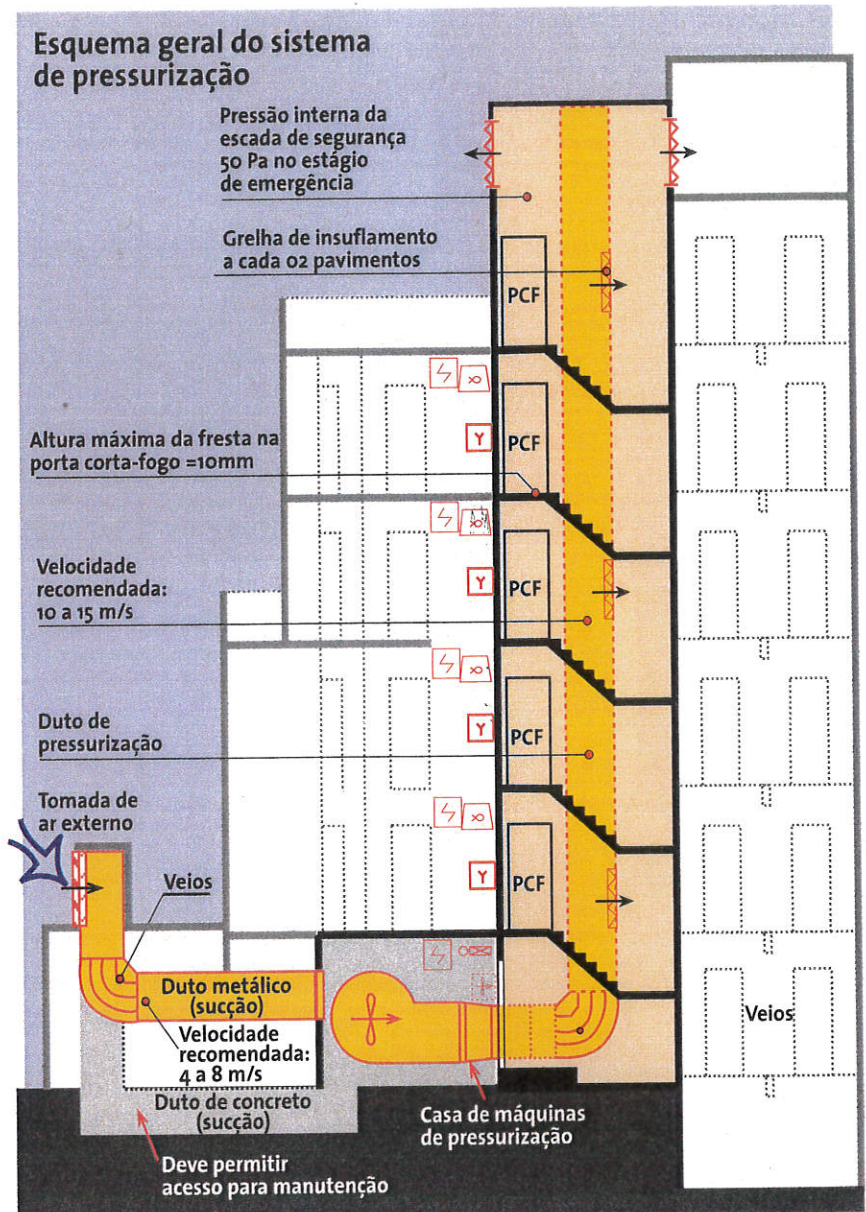 Esquema geral do sistema
de pressurização
Pressão interna da
escada de segurança
50 Pa no estágio
de emergência
Grelha de insuflamento
a cada 02 pavimentos
PCF
PCF
Altura máxima da fresta na
porta corta-fogo =10mm
Y
PCF
Y
Velocidade
recomendada:
10 a 15 m/s
PCF
Y
Duto de
pressurização
PCF
Y
Tomada de
ar externo
Veios
Duto metálico
(sucção)
Velocidade
recomendada:
4 a 8 m/s
Veios
Duto de concreto
(sucção)
Casa de máquinas
de pressurização
Deve permitir
acesso para manutenção